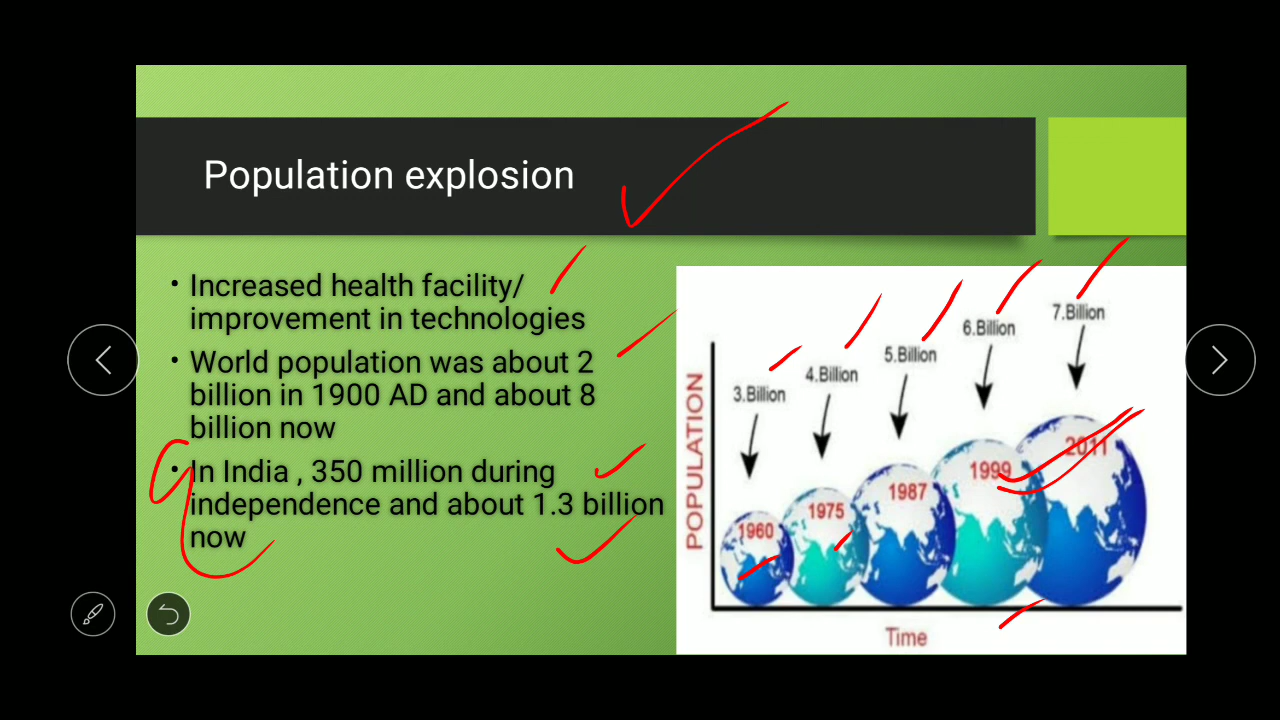 Population explosion
• Increased health facility/
improvement in technologies
• World population was about 2
billion in 1900 AD and about 8
billion now
• In India , 350 million during
independence and about 1.3 billion
now
POPULATION
3.Billion
4.Billion
5.Billion
6.Billion
7.Billion
1960
1975
1987
1999
2011
Time